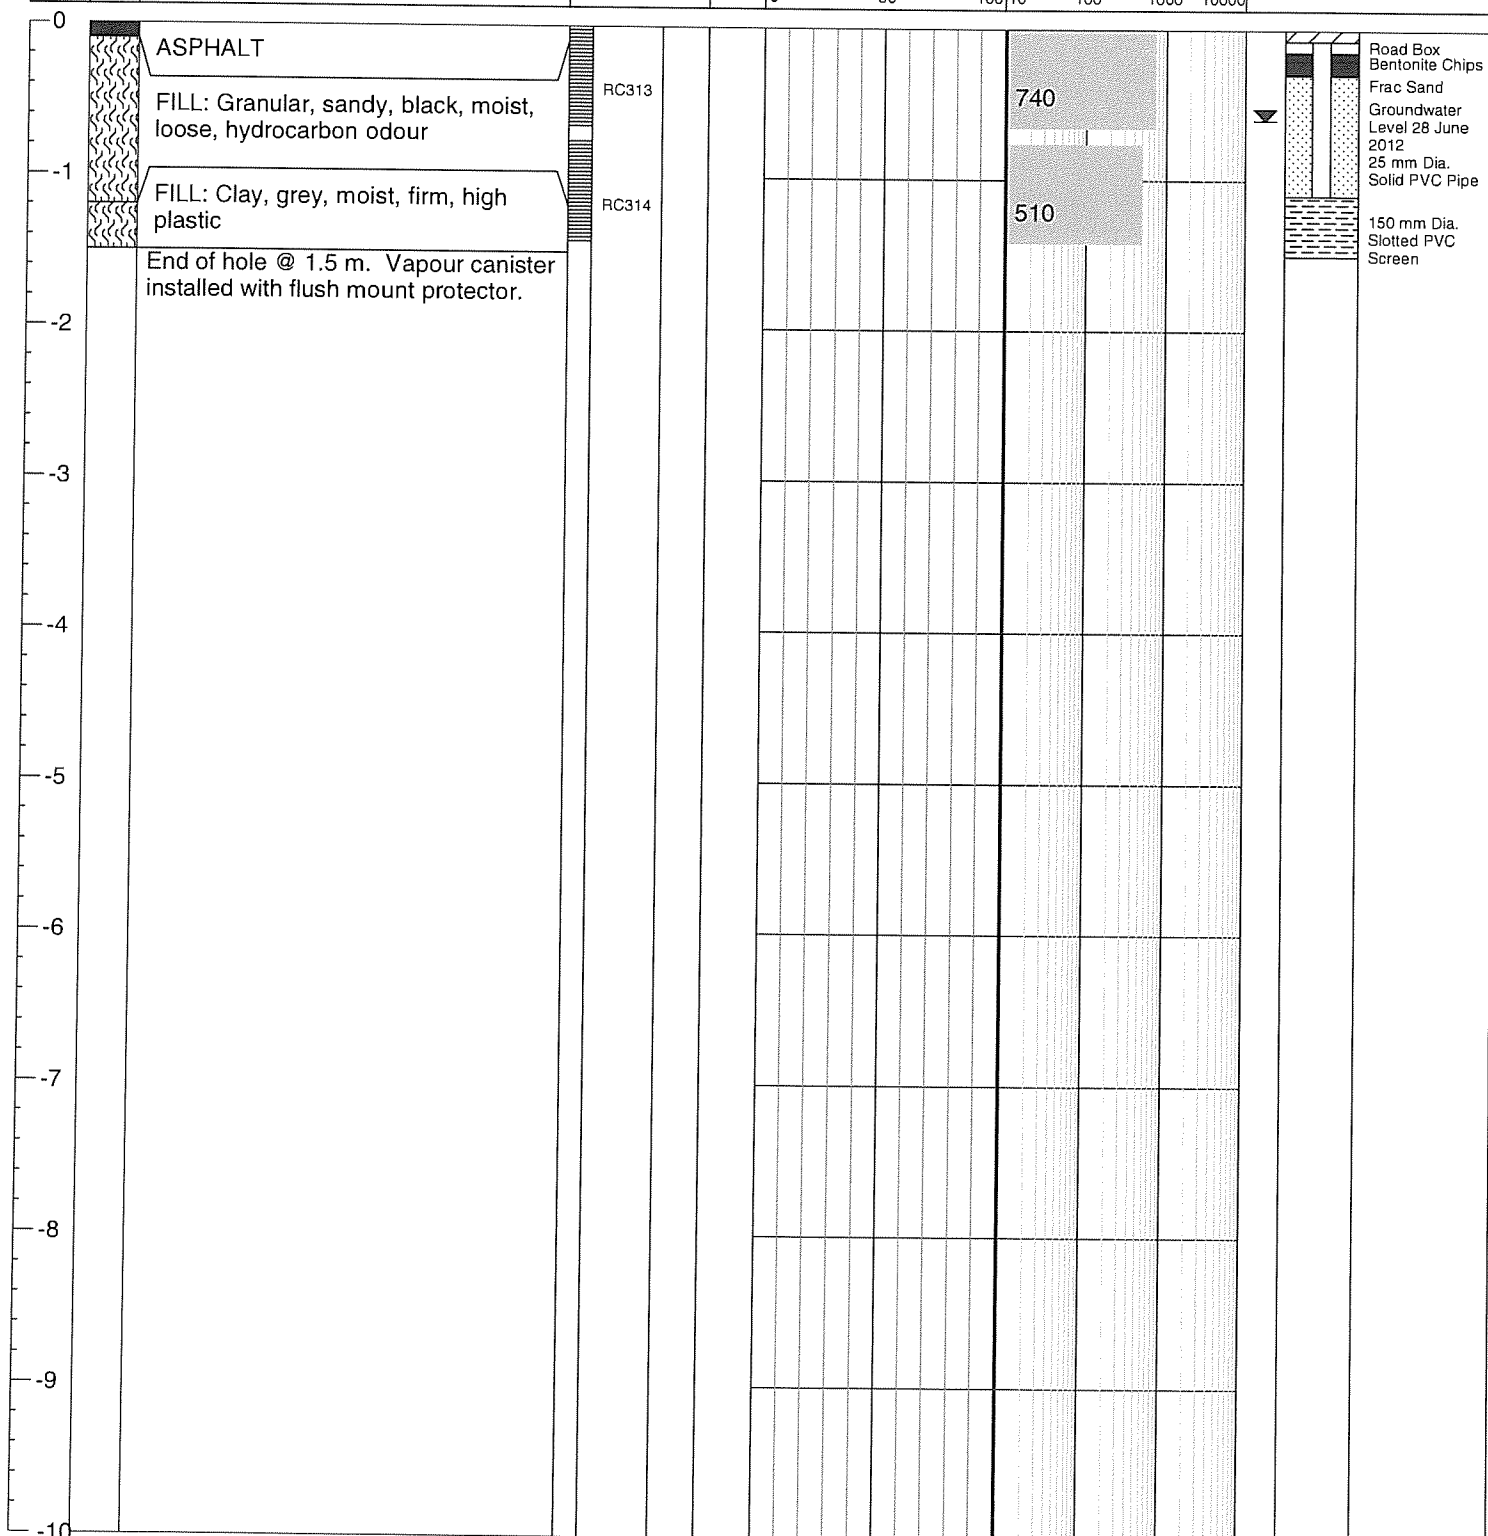 0
ASPHALT
FILL: Granular, sandy, black, moist,
loose, hydrocarbon odour
FILL: Clay, grey, moist, firm, high
plastic
End of hole @ 1.5 m. Vapour canister
installed with flush mount protector.
RC313
RC314
740
510
Road Box
Bentonite Chips
Frac Sand
Groundwater
Level 28 June
2012
25 mm Dia.
Solid PVC Pipe
150 mm Dia.
Slotted PVC
Screen
-1
-2
-3
-4
-5
-6
-7
-8
-9
-10